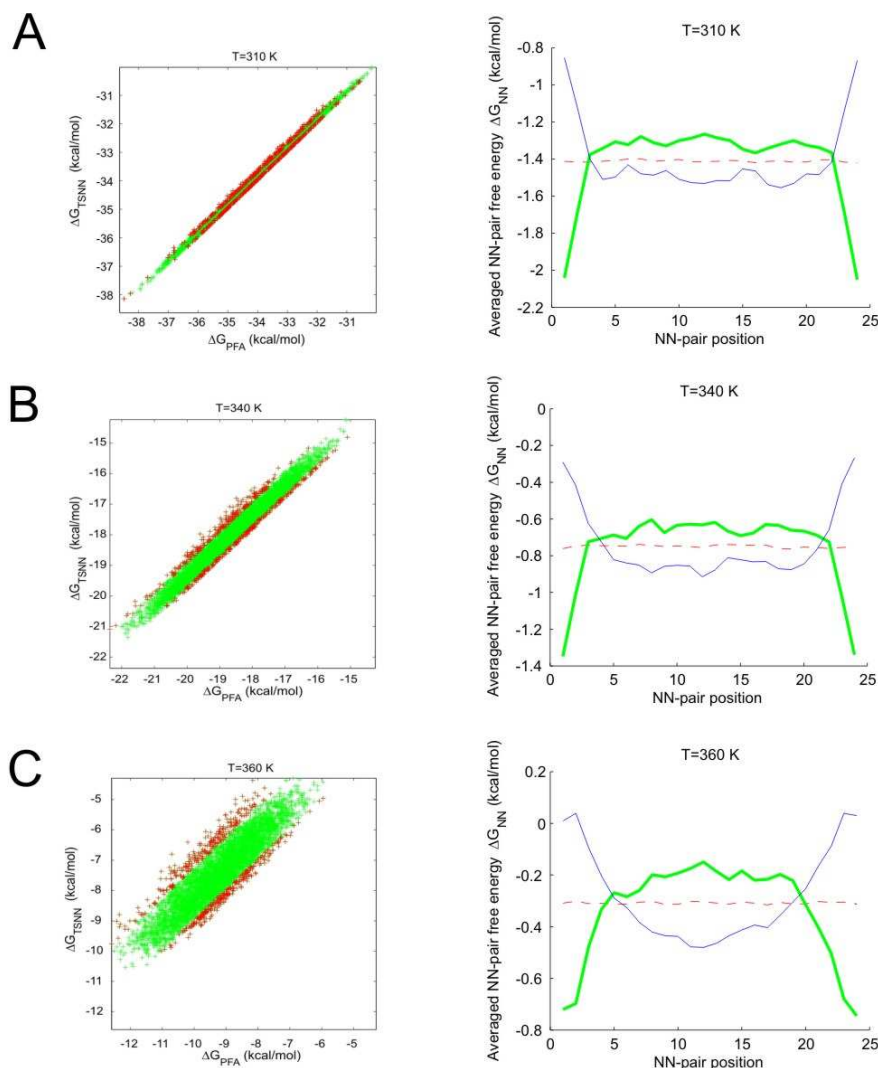 A
T=310 K
-31
-32
-33
-34
-35
-36
-37
-38
ΔG_TSNN (kcal/mol)
-38 -37 -36 -35 -34 -33 -32 -31
ΔG_PFA (kcal/mol)
T=310 K
-0.8
-1
-1.2
-1.4
-1.6
-1.8
-2
-2.2
Averaged NN-pair free energy ΔG_NN (kcal/mol)
0 5 10 15 20 25
NN-pair position
B
T=340 K
-15
-16
-17
-18
-19
-20
-21
-22
ΔG_TSNN (kcal/mol)
-22 -21 -20 -19 -18 -17 -16 -15
ΔG_PFA (kcal/mol)
T=340 K
0
-0.2
-0.4
-0.6
-0.8
-1
-1.2
-1.4
Averaged NN-pair free energy ΔG_NN (kcal/mol)
0 5 10 15 20 25
NN-pair position
C
T=360 K
-5
-6
-7
-8
-9
-10
-11
-12
ΔG_TSNN (kcal/mol)
-12 -11 -10 -9 -8 -7 -6 -5
ΔG_PFA (kcal/mol)
T=360 K
0.2
0
-0.2
-0.4
-0.6
-0.8
Averaged NN-pair free energy ΔG_NN (kcal/mol)
0 5 10 15 20 25
NN-pair position